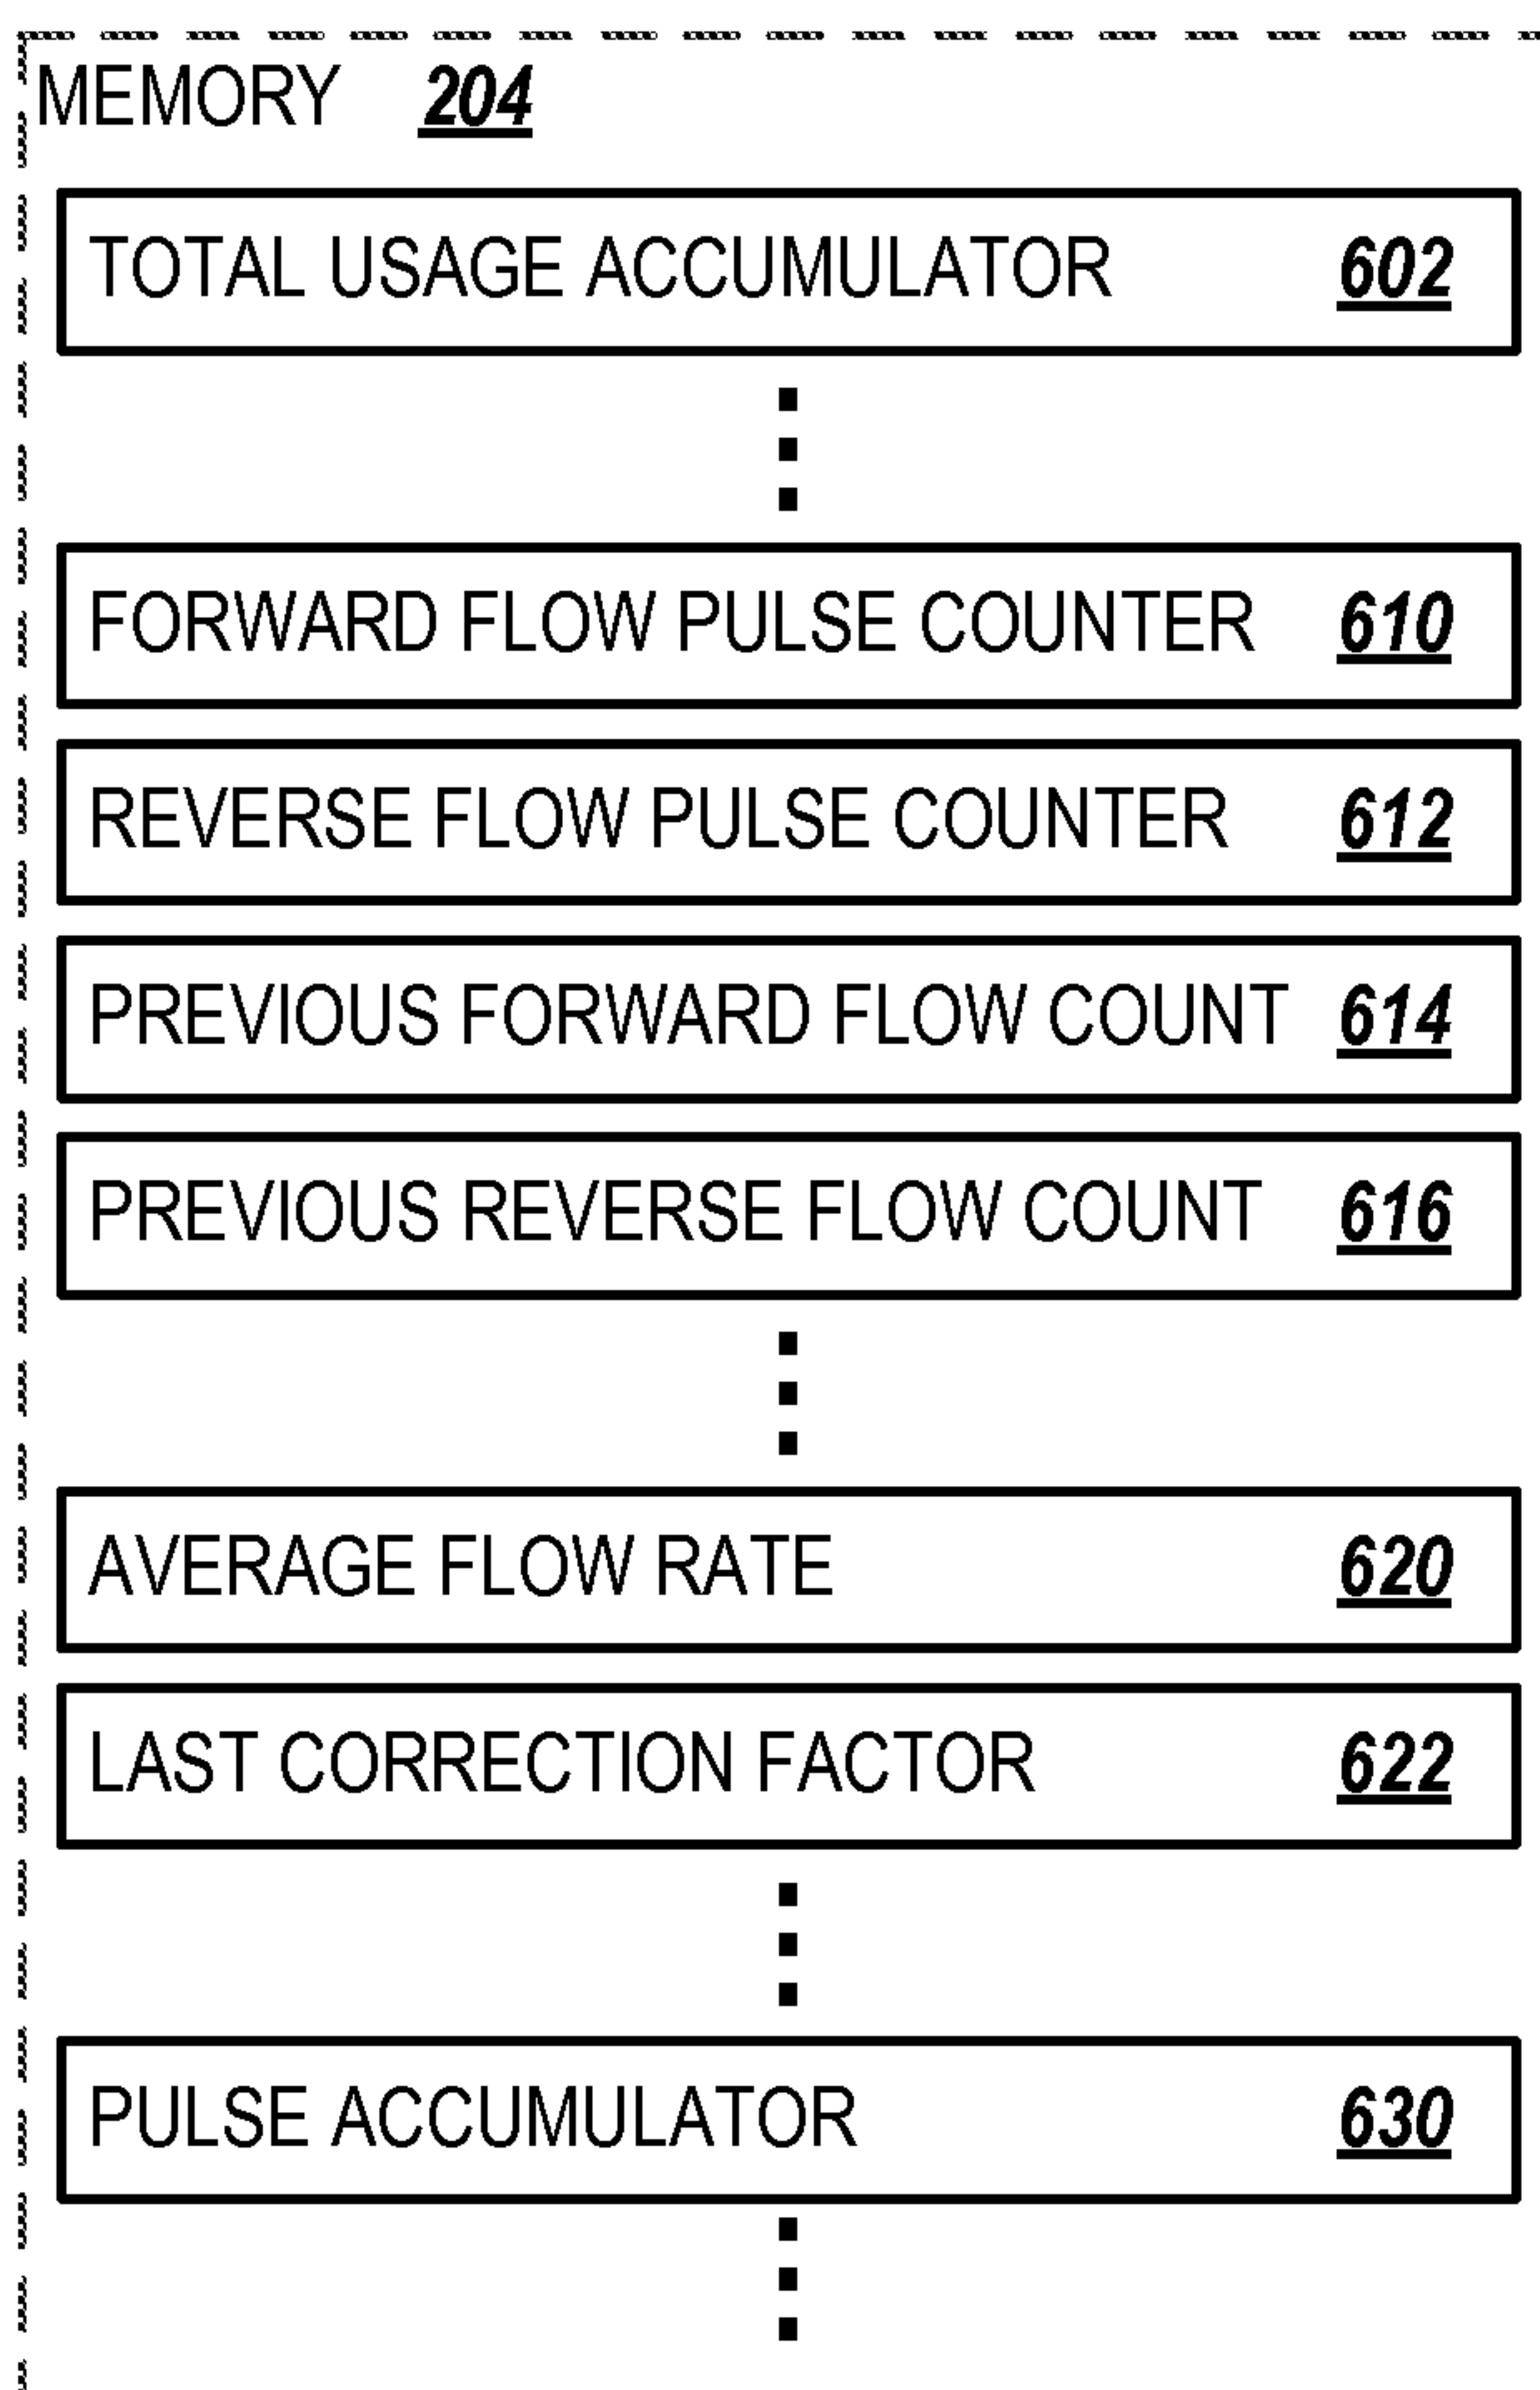 MEMORY 204
TOTAL USAGE ACCUMULATOR 602
FORWARD FLOW PULSE COUNTER 610
REVERSE FLOW PULSE COUNTER 612
PREVIOUS FORWARD FLOW COUNT 614
PREVIOUS REVERSE FLOW COUNT 616
AVERAGE FLOW RATE 620
LAST CORRECTION FACTOR 622
PULSE ACCUMULATOR 630